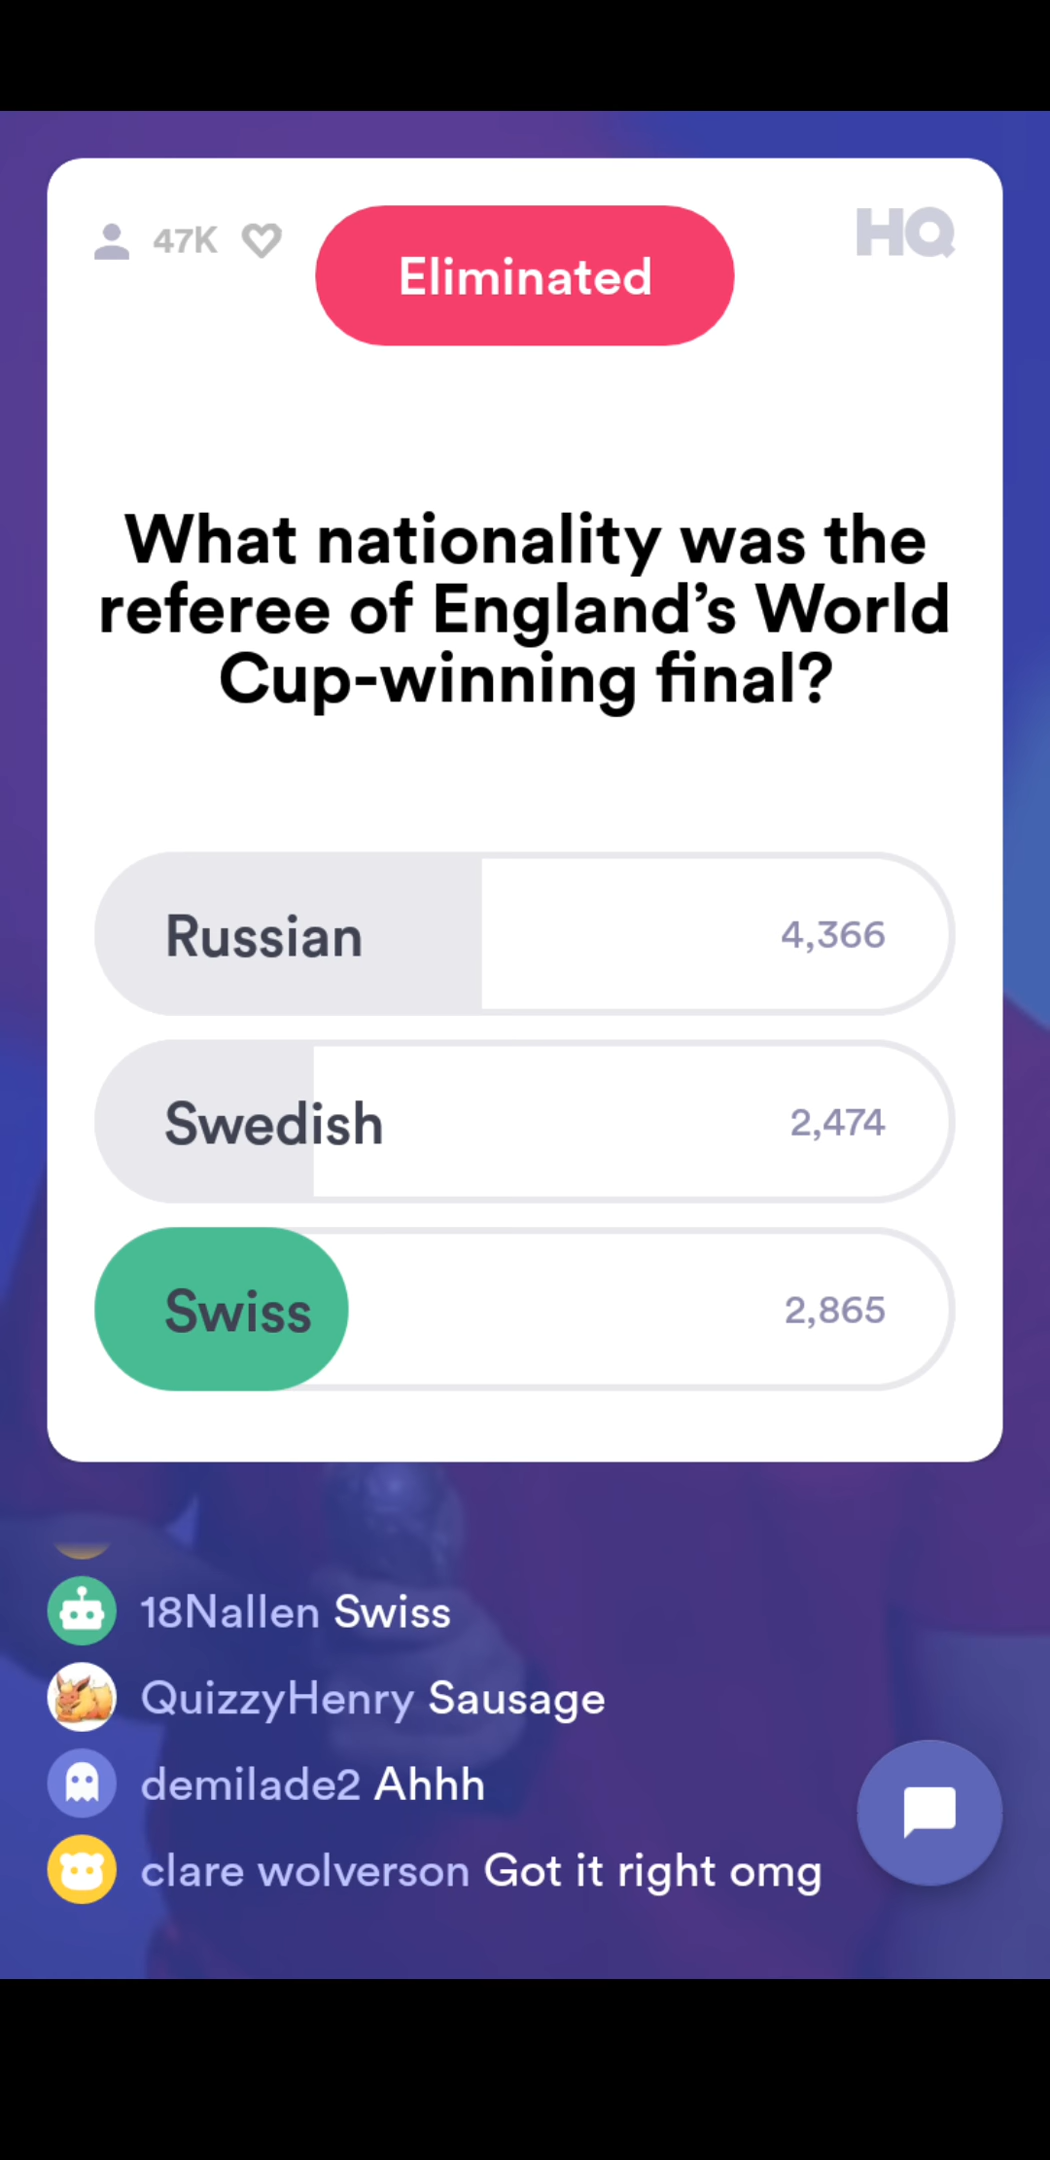 47K
Eliminated
HQ
What nationality was the
referee of England’s World
Cup-winning final?
Russian 4,366
Swedish 2,474
Swiss 2,865
18Nallen Swiss
QuizzyHenry Sausage
demilade2 Ahhh
clare wolverson Got it right omg